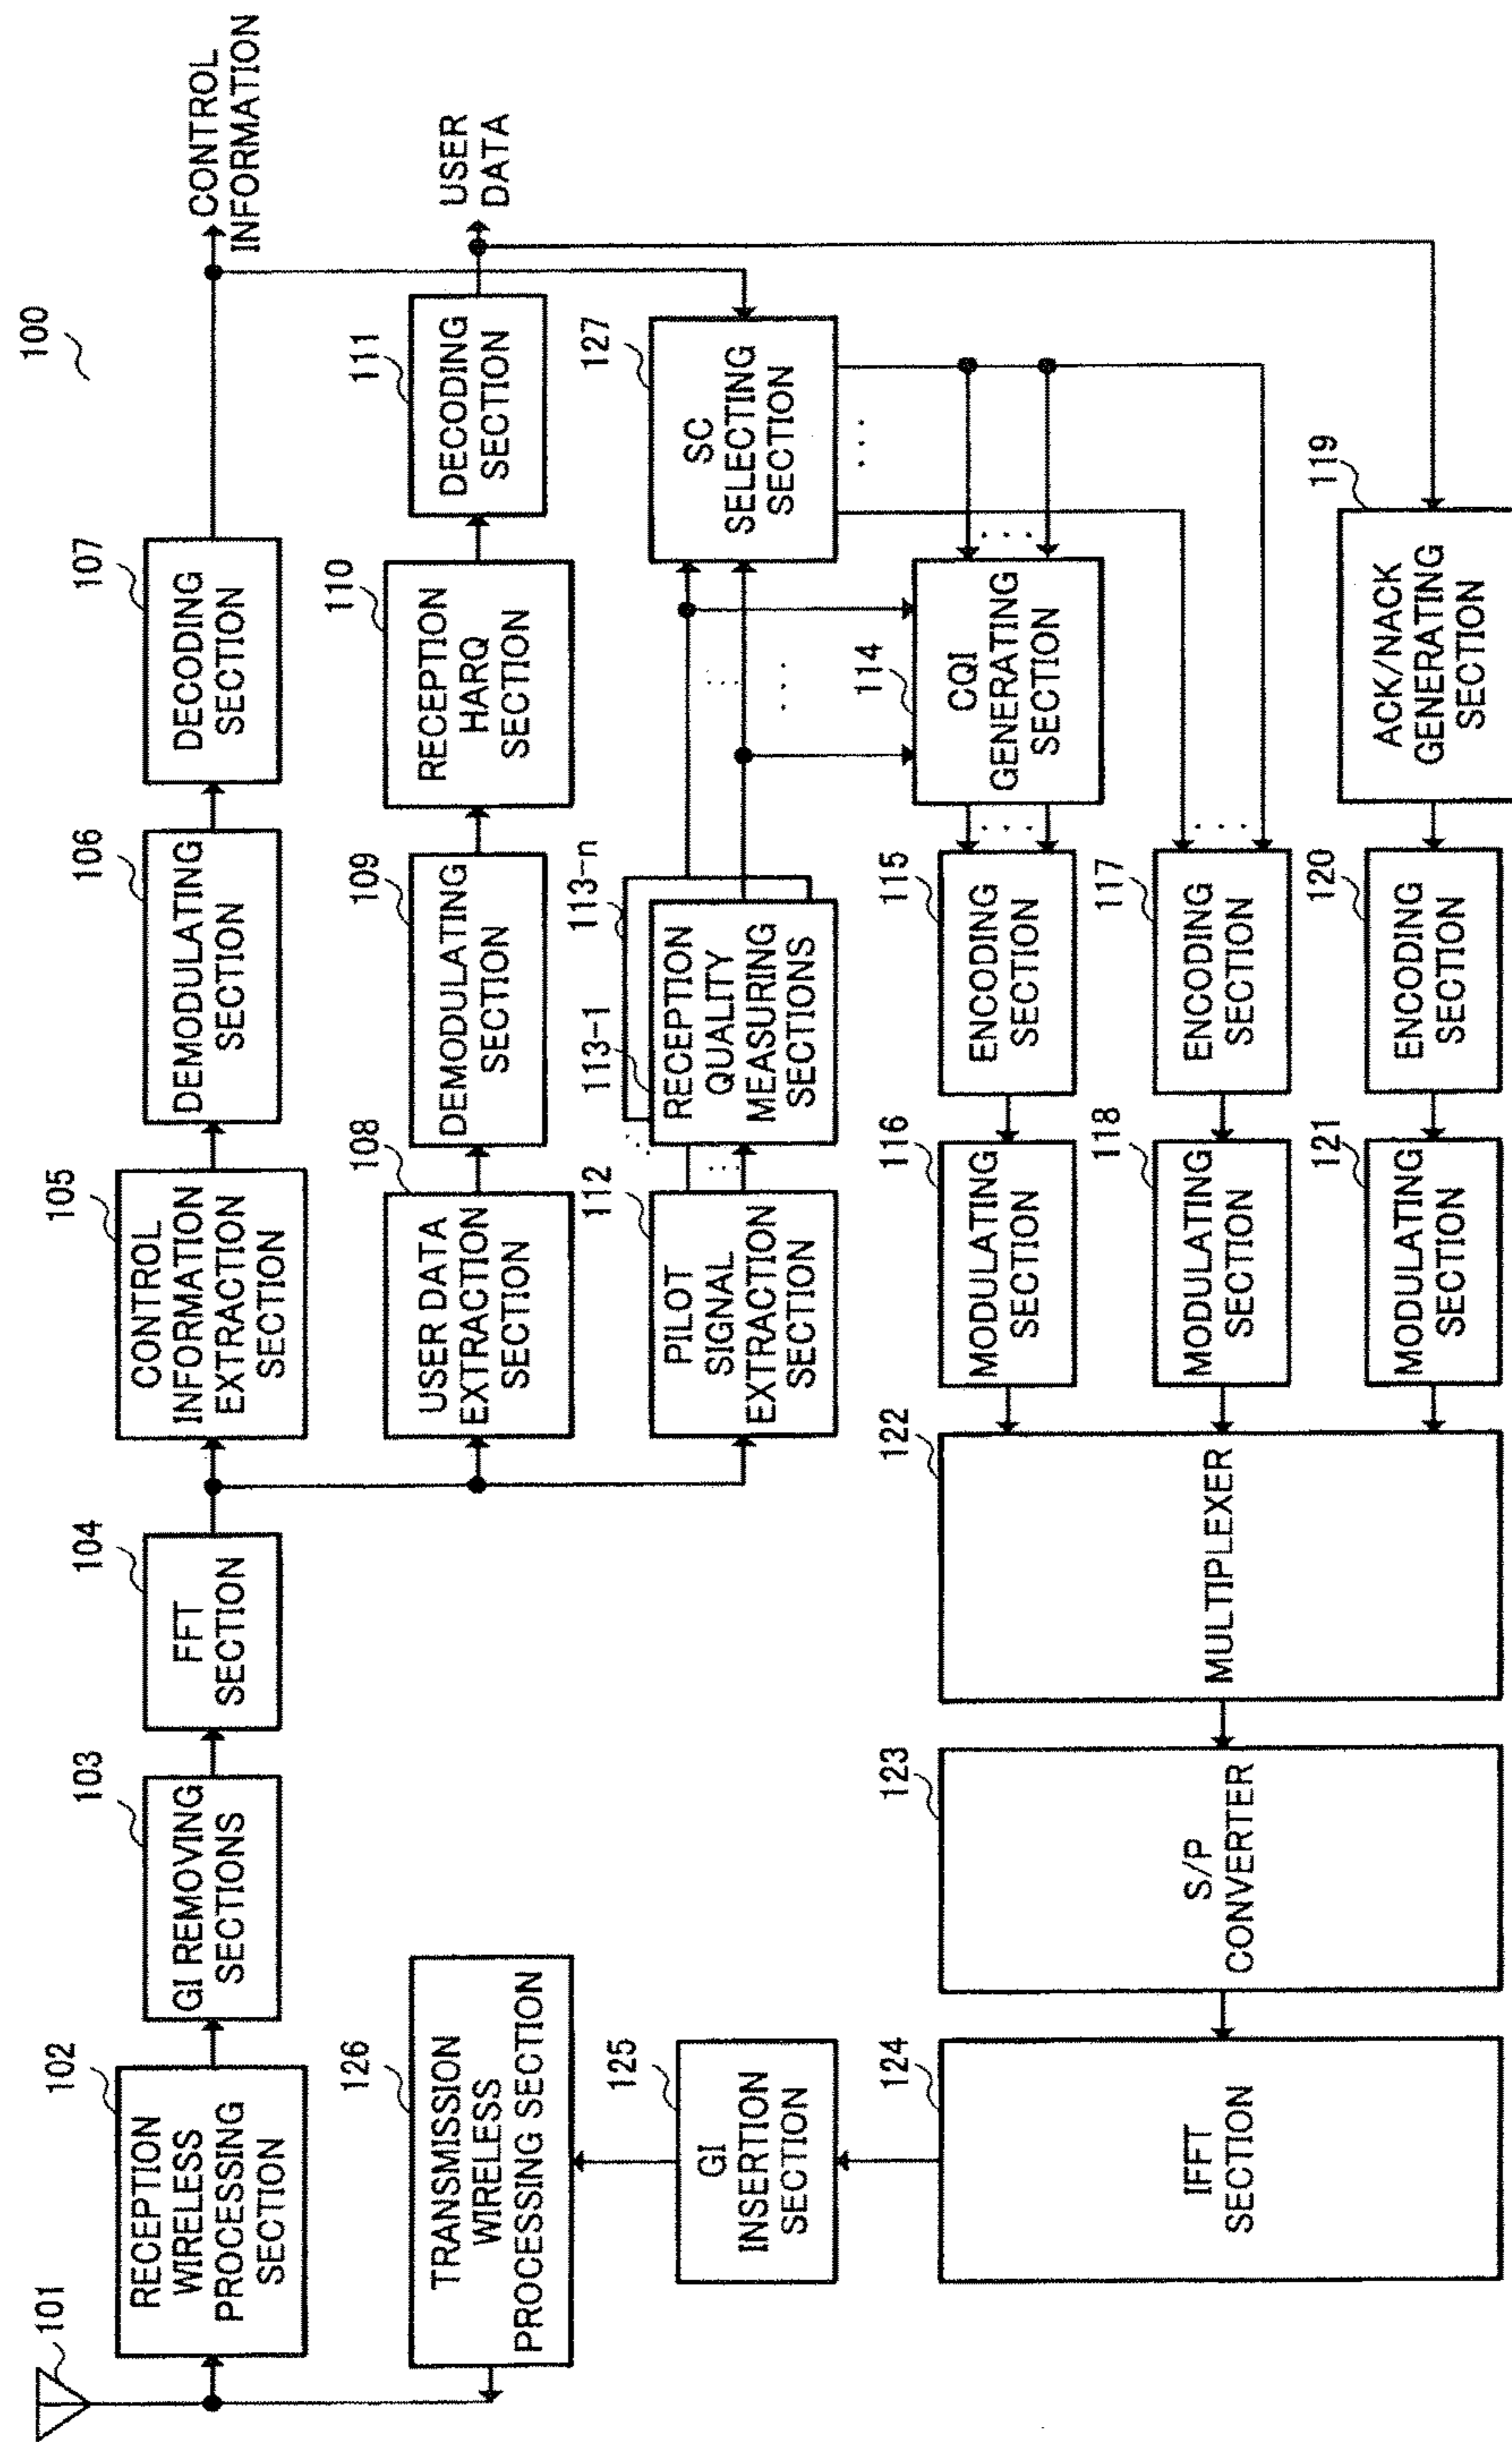 100
101
102
RECEPTION
WIRELESS
PROCESSING
SECTION
103
GI REMOVING
SECTIONS
104
FFT
SECTION
105
CONTROL
INFORMATION
EXTRACTION
SECTION
106
DEMODULATING
SECTION
107
DECODING
SECTION
CONTROL
INFORMATION
108
USER DATA
EXTRACTION
SECTION
109
DEMODULATING
SECTION
110
RECEPTION
HARQ
SECTION
111
DECODING
SECTION
USER
DATA
112
PILOT
SIGNAL
EXTRACTION
SECTION
113-1
113-n
RECEPTION
QUALITY
MEASURING
SECTIONS
127
SC
SELECTING
SECTION
114
CQI
GENERATING
SECTION
115
ENCODING
SECTION
116
MODULATING
SECTION
117
ENCODING
SECTION
118
MODULATING
SECTION
119
ACK/NACK
GENERATING
SECTION
120
ENCODING
SECTION
121
MODULATING
SECTION
122
MULTIPLEXER
123
S/P
CONVERTER
124
IFFT
SECTION
125
GI
INSERTION
SECTION
126
TRANSMISSION
WIRELESS
PROCESSING SECTION